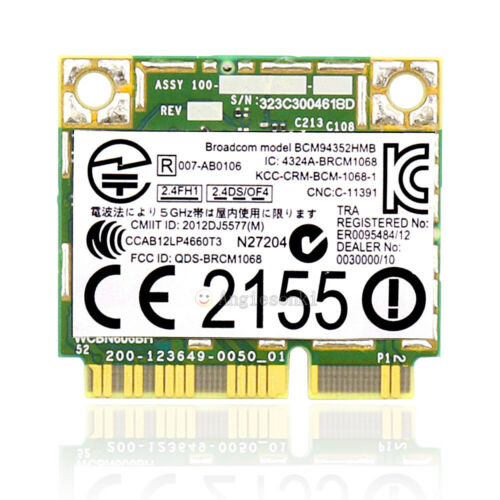 ASSY 100-
REV
S/N: 323C300461BD
C213 C108
Broadcom model BCM94352HMB
R 007-AB0106
IC: 4324A-BRCM1068
KCC-CRM-BCM-1068-1
2.4FH1 2.4DS/OF4
CNC: C-11391
電波法により5GHz帯は屋内使用に限ります
TRA
CMIIT ID: 2012DJ5577(M)
REGISTERED No:
CCAB12LP4660T3
N27204
ER0095484/12
DEALER No:
FCC ID: QDS-BRCM1068
0030000/10
CE 2155
Angiesenki
WCBN606BH
52
200-123649-0050_01
P1 2